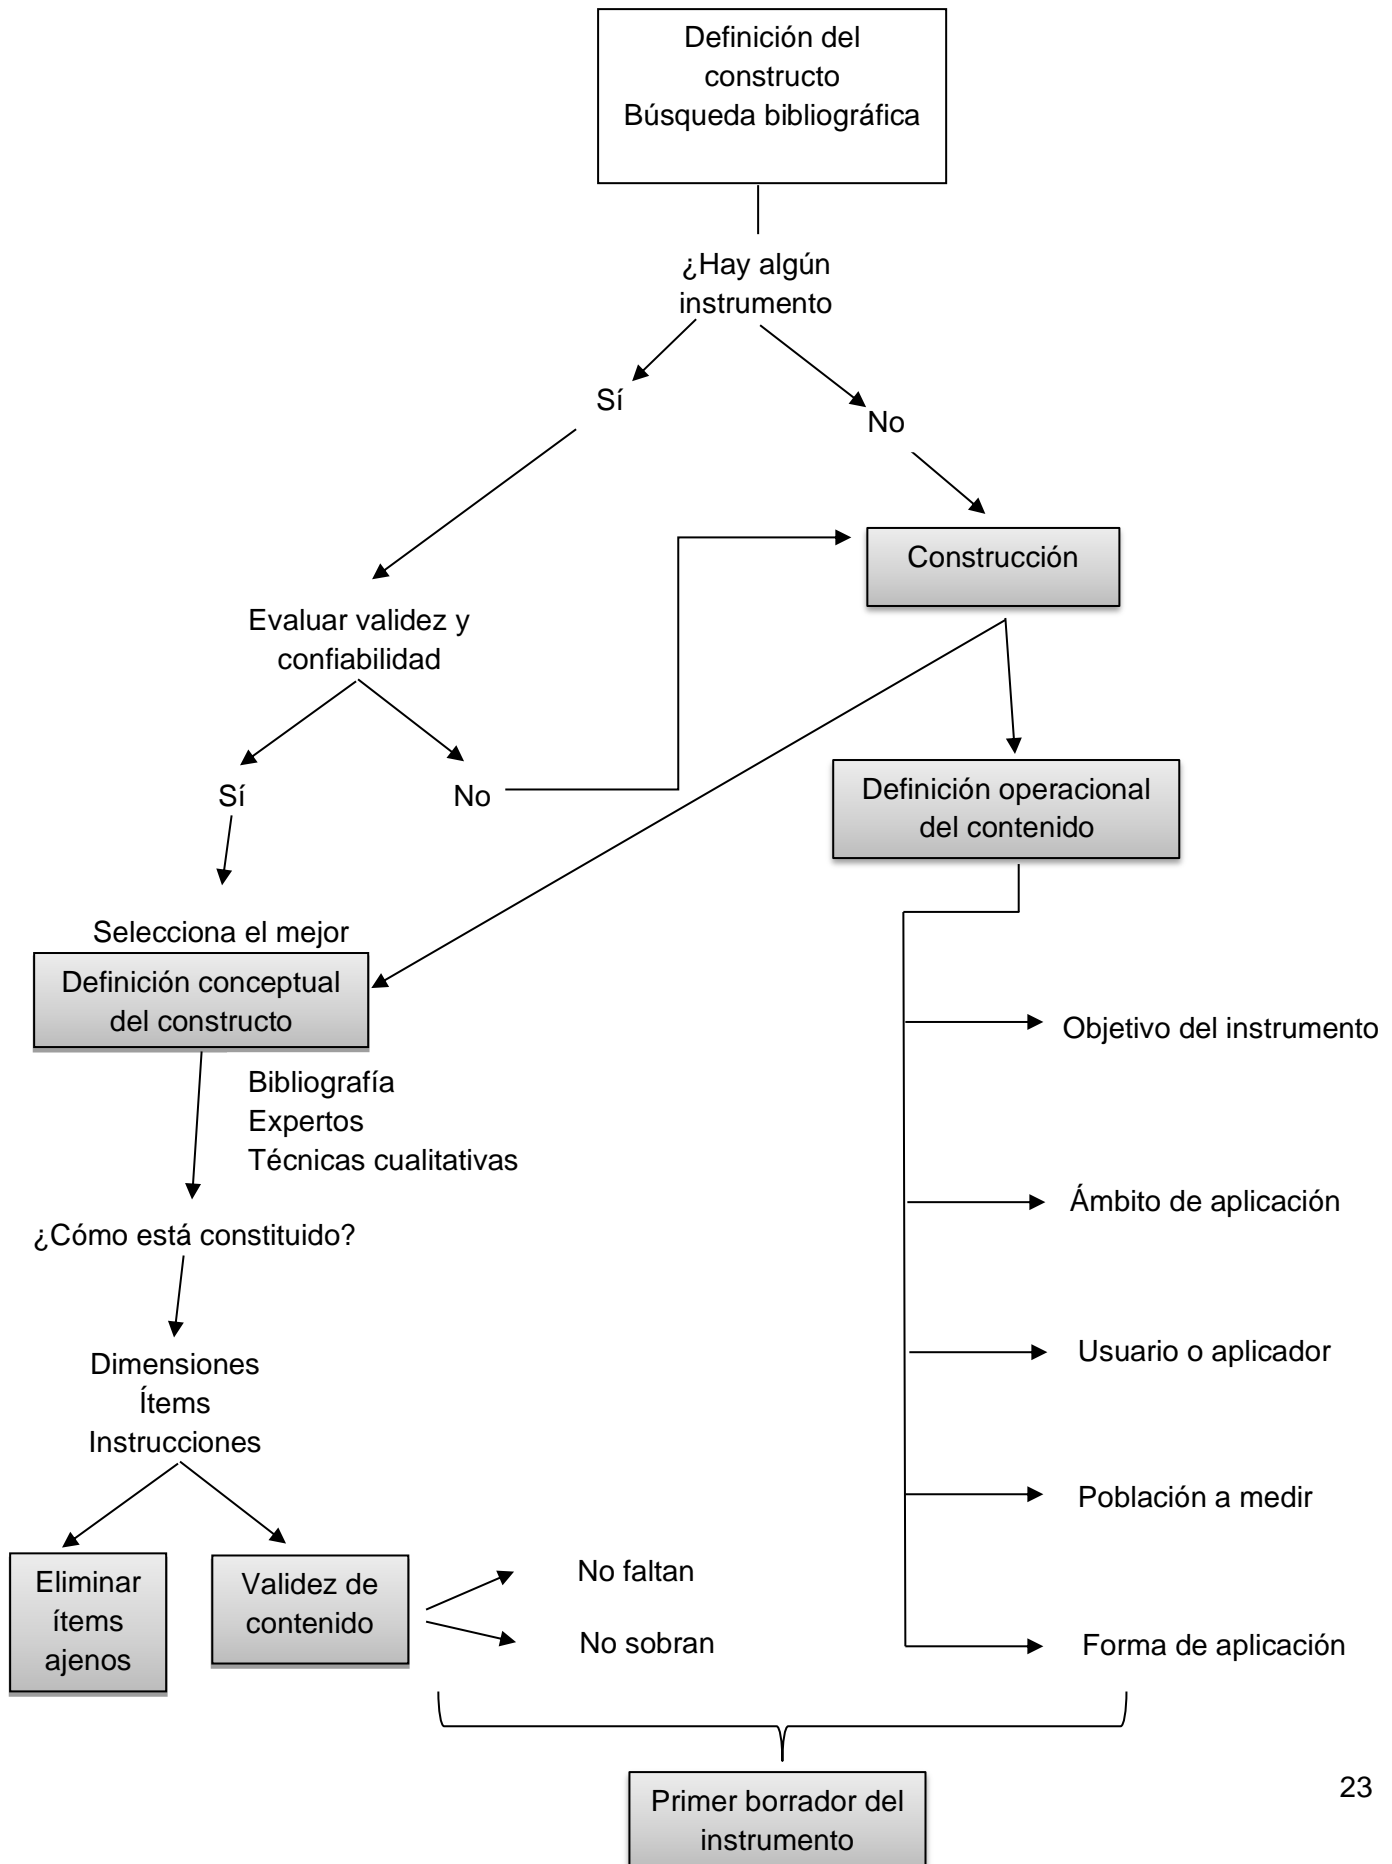 Definición del
constructo
Búsqueda bibliográfica
¿Hay algún
instrumento
Sí
No
Construcción
Evaluar validez y
confiabilidad
Sí
No
Definición operacional
del contenido
Selecciona el mejor
Definición conceptual
del constructo
Objetivo del instrumento
Bibliografía
Expertos
Técnicas cualitativas
Ámbito de aplicación
¿Cómo está constituido?
Usuario o aplicador
Dimensiones
Ítems
Instrucciones
Población a medir
Eliminar
ítems
ajenos
Validez de
contenido
No faltan
No sobran
Forma de aplicación
Primer borrador del
instrumento
23